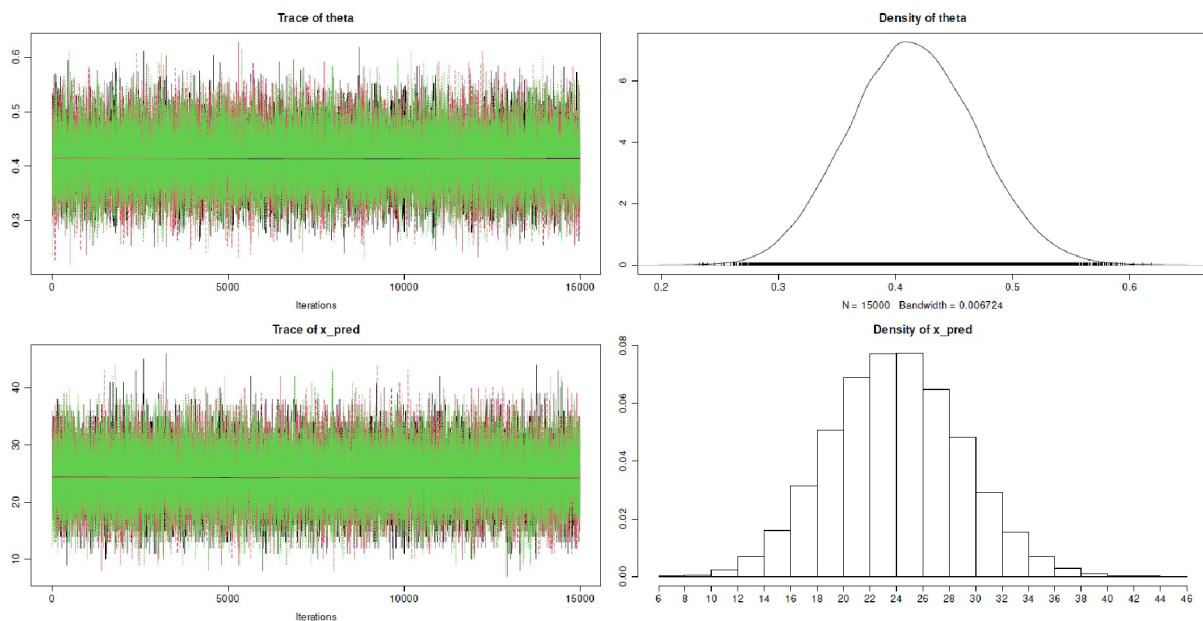 Trace of theta
0.3 0.4 0.5 0.6
0 5000 10000 15000
Iterations
Density of theta
0 2 4 6
0.2 0.3 0.4 0.5 0.6
N = 15000 Bandwidth = 0.006724
Trace of x_pred
10 20 30 40
0 5000 10000 15000
Iterations
Density of x_pred
0.00 0.02 0.04 0.06 0.08
6 8 10 12 14 16 18 20 22 24 26 28 30 32 34 36 38 40 42 44 46